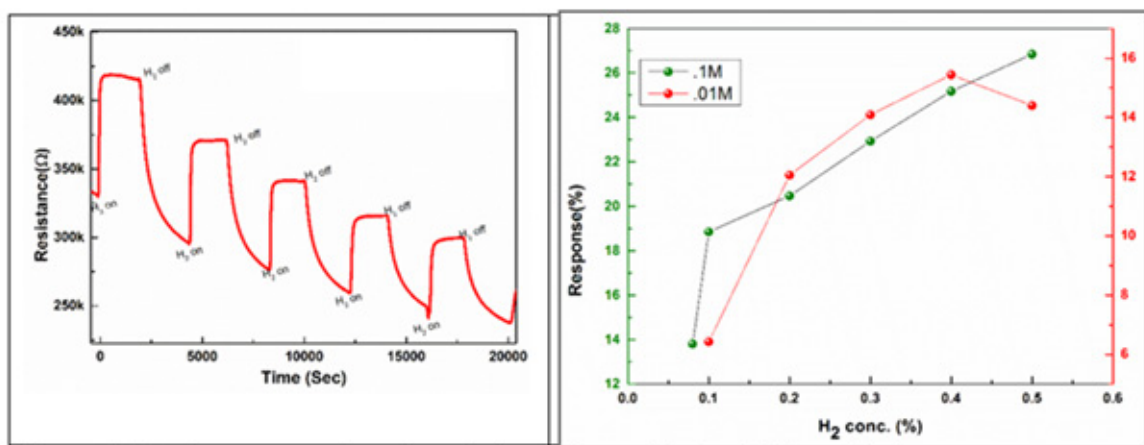 450k
400k
350k
300k
250k
Resistance(Ω)
H₂ off
H₂ off
H₂ off
H₂ off
H₂ off
H₂ on
H₂ on
H₂ on
H₂ on
H₂ on
0 5000 10000 15000 20000
Time (Sec)
28
26
24
22
20
18
16
14
12
Response(%)
.1M
.01M
16
14
12
10
8
6
0.0 0.1 0.2 0.3 0.4 0.5 0.6
H₂ conc. (%)